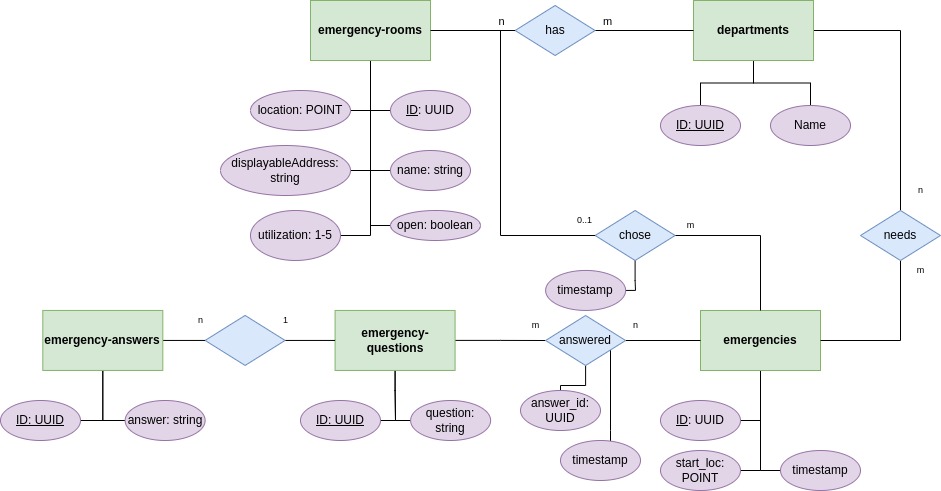 emergency-rooms
n
has
m
departments
location: POINT
ID: UUID
ID: UUID
Name
displayableAddress:
string
name: string
utilization: 1-5
open: boolean
0..1
chose
m
n
needs
m
timestamp
emergency-answers
n
1
emergency-
questions
m
answered
n
emergencies
ID: UUID
answer: string
ID: UUID
question:
string
answer_id:
UUID
timestamp
ID: UUID
start_loc:
POINT
timestamp